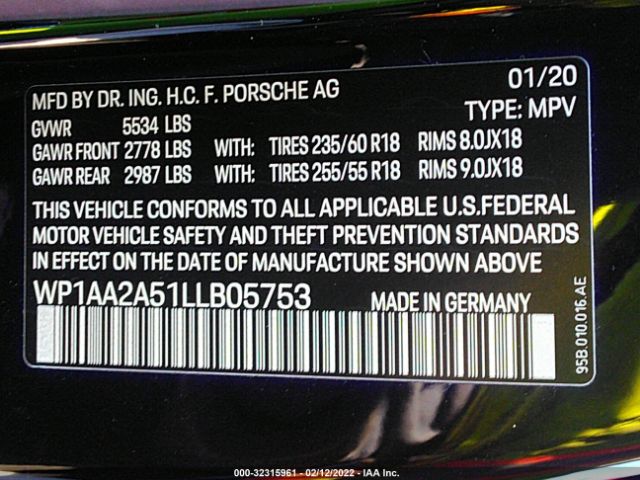 MFD BY DR. ING. H.C. F. PORSCHE AG 01/20
GVWR 5534 LBS TYPE: MPV
GAWR FRONT 2778 LBS WITH: TIRES 235/60 R18 RIMS 8.0JX18
GAWR REAR 2987 LBS WITH: TIRES 255/55 R18 RIMS 9.0JX18
THIS VEHICLE CONFORMS TO ALL APPLICABLE U.S.FEDERAL
MOTOR VEHICLE SAFETY AND THEFT PREVENTION STANDARDS
IN EFFECT ON THE DATE OF MANUFACTURE SHOWN ABOVE
WP1AA2A51LLB05753 MADE IN GERMANY
95B.010.016.AE
000-32315961 - 02/12/2022 - IAA Inc.